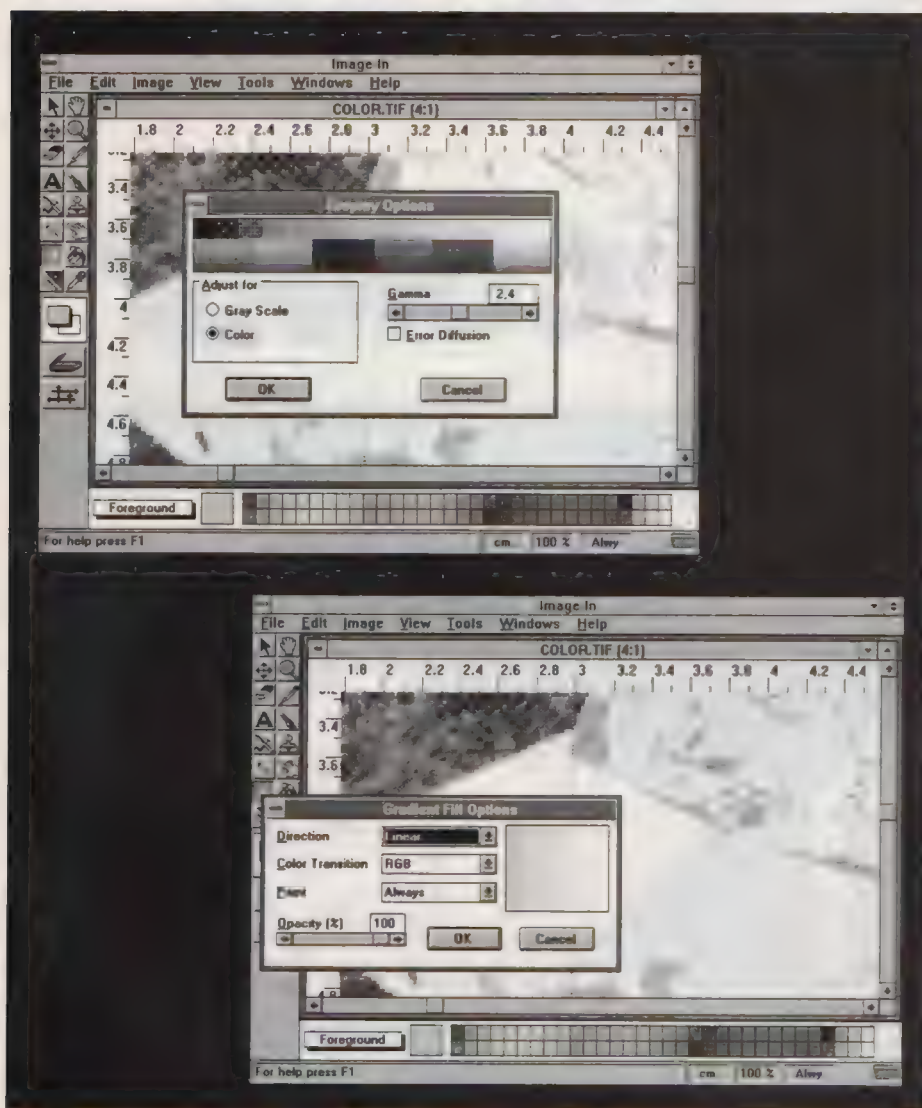 Image In
File Edit Image View Tools Windows Help
COLOR.TIF (4:1)
1.8 2 2.2 2.4 2.6 2.8 3 3.2 3.4 3.6 3.8 4 4.2 4.4
3.4
3.6
3.8
4
4.2
4.4
4.6
4.8
Display Options
Adjust for
Gray Scale
Color
Gamma 2.4
Error Diffusion
OK Cancel
Foreground
For help press F1 cm 100 % Alwy
Image In
File Edit Image View Tools Windows Help
COLOR.TIF (4:1)
1.8 2 2.2 2.4 2.6 2.8 3 3.2 3.4 3.6 3.8 4 4.2 4.4
3.4
3.6
Gradient Fill Options
Direction Linear
Color Transition RGB
Paint Always
Opacity (%) 100
OK Cancel
4.8
Foreground
For help press F1 cm 100 % Alwy